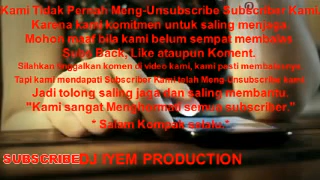 Kami Tidak Pernah Meng-Unsubscribe Subscriber Kami.
Karena kami komitmen untuk saling menjaga.
Mohon maaf bila kami belum sempat membalas
Subs Back, Like ataupun Koment.
Silahkan tinggalkan komen di video kami, kami pasti membalasnya
Tapi kami mendapati Subscriber Kami telah Meng-unsubscribe kami
Jadi tolong saling jaga dan saling membantu.
"Kami sangat Menghormati semua subscriber."
" Salam Kompak selalu "
SUBSCRIBE DJ IYEM PRODUCTION